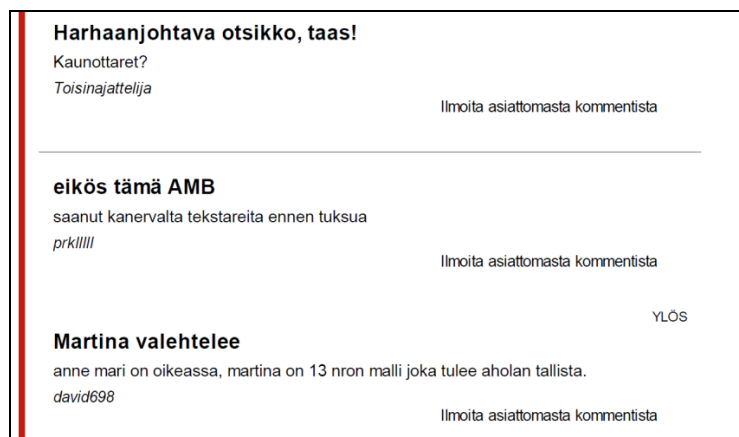 Harhaanjohtava otsikko, taas!
Kaunottaret?
Toisinajattelija
Ilmoita asiattomasta kommentista
eikös tämä AMB
saanut kanervalta tekstareita ennen tuksua
prklllll
Ilmoita asiattomasta kommentista
YLÖS
Martina valehtelee
anne mari on oikeassa, martina on 13 nron malli joka tulee aholan tallista.
david698
Ilmoita asiattomasta kommentista